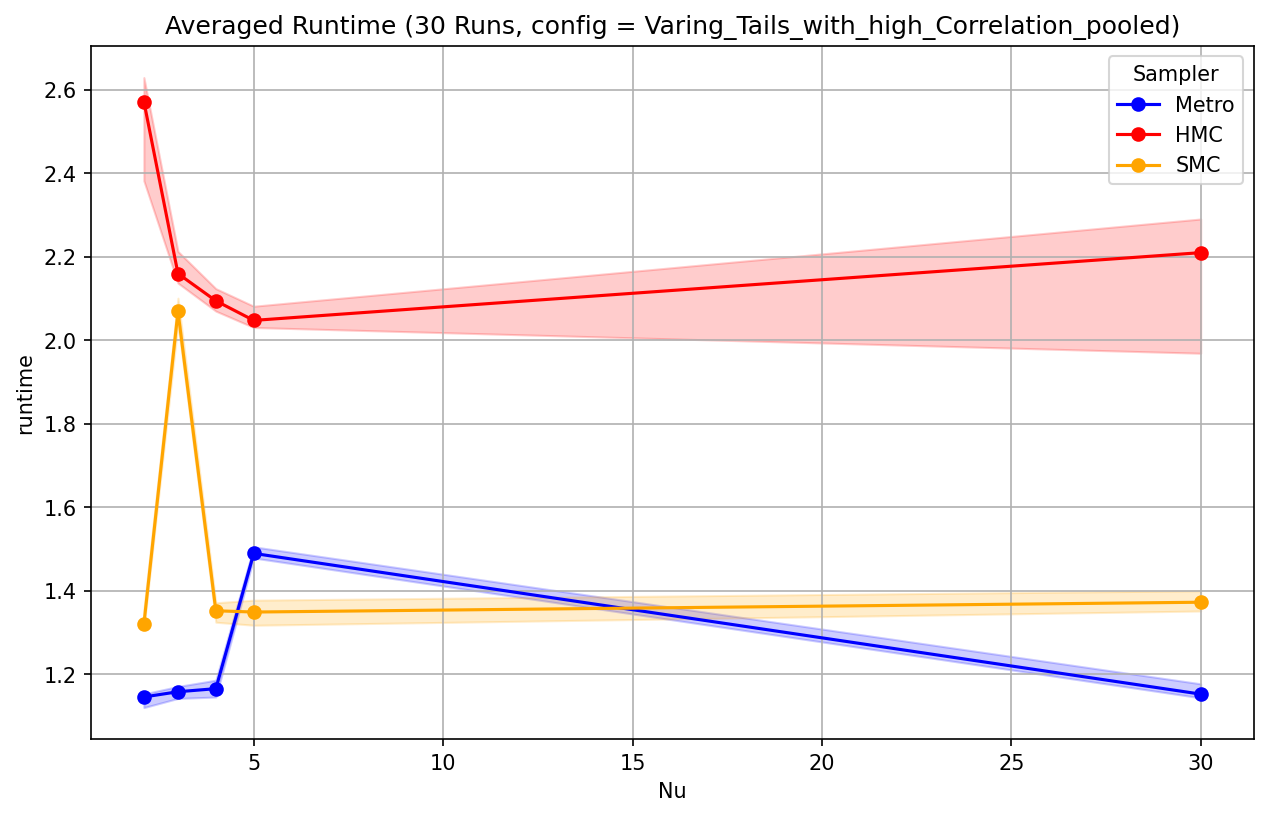 Averaged Runtime (30 Runs, config = Varing_Tails_with_high_Correlation_pooled)
Sampler
Metro
HMC
SMC
runtime
2.6
2.4
2.2
2.0
1.8
1.6
1.4
1.2
5
10
15
20
25
30
Nu